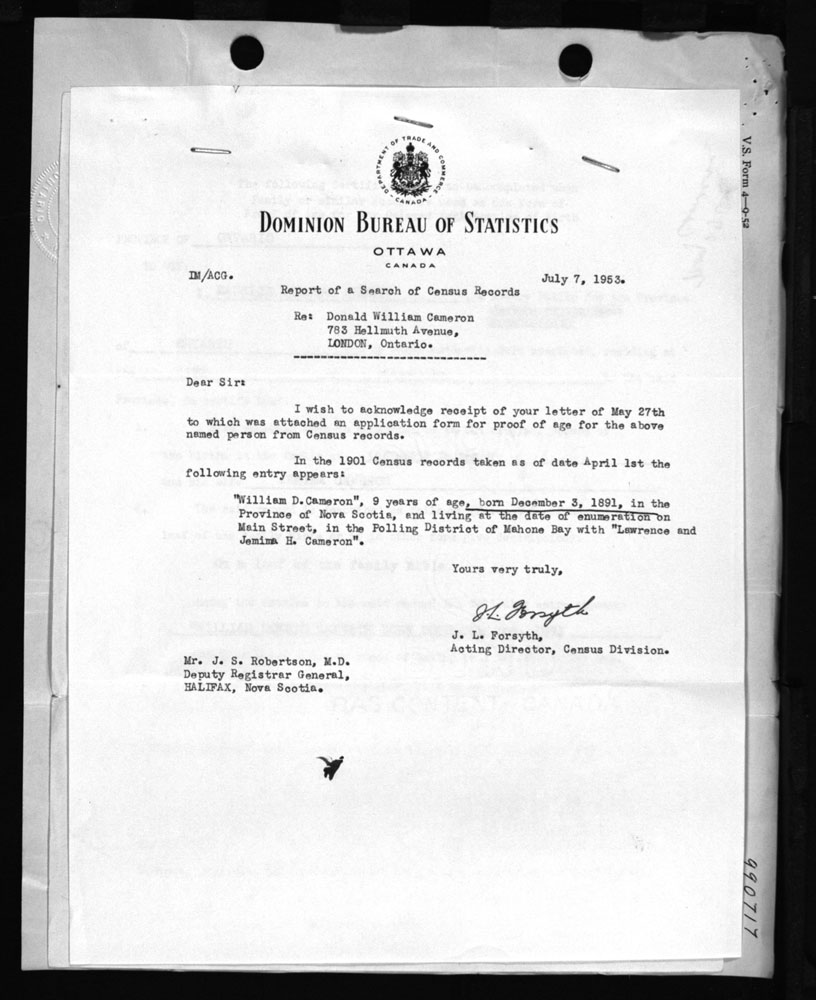 DEPARTMENT OF TRADE AND COMMERCE
CANADA
DOMINION BUREAU OF STATISTICS
OTTAWA
CANADA
IM/ACG.
July 7, 1953.
Report of a Search of Census Records
Re: Donald William Cameron
783 Hellmuth Avenue,
LONDON, Ontario.
-----------------------------
Dear Sir:
I wish to acknowledge receipt of your letter of May 27th
to which was attached an application form for proof of age for the above
named person from Census records.
In the 1901 Census records taken as of date April 1st the
following entry appears:
"William D.Cameron", 9 years of age, born December 3, 1891, in the
Province of Nova Scotia, and living at the date of enumeration on
Main Street, in the Polling District of Mahone Bay with "Lawrence and
Jemima H. Cameron".
Yours very truly,
J L Forsyth
J. L. Forsyth,
Acting Director, Census Division.
Mr. J. S. Robertson, M.D.
Deputy Registrar General,
HALIFAX, Nova Scotia.
V.S. Form 4—9-52
990717